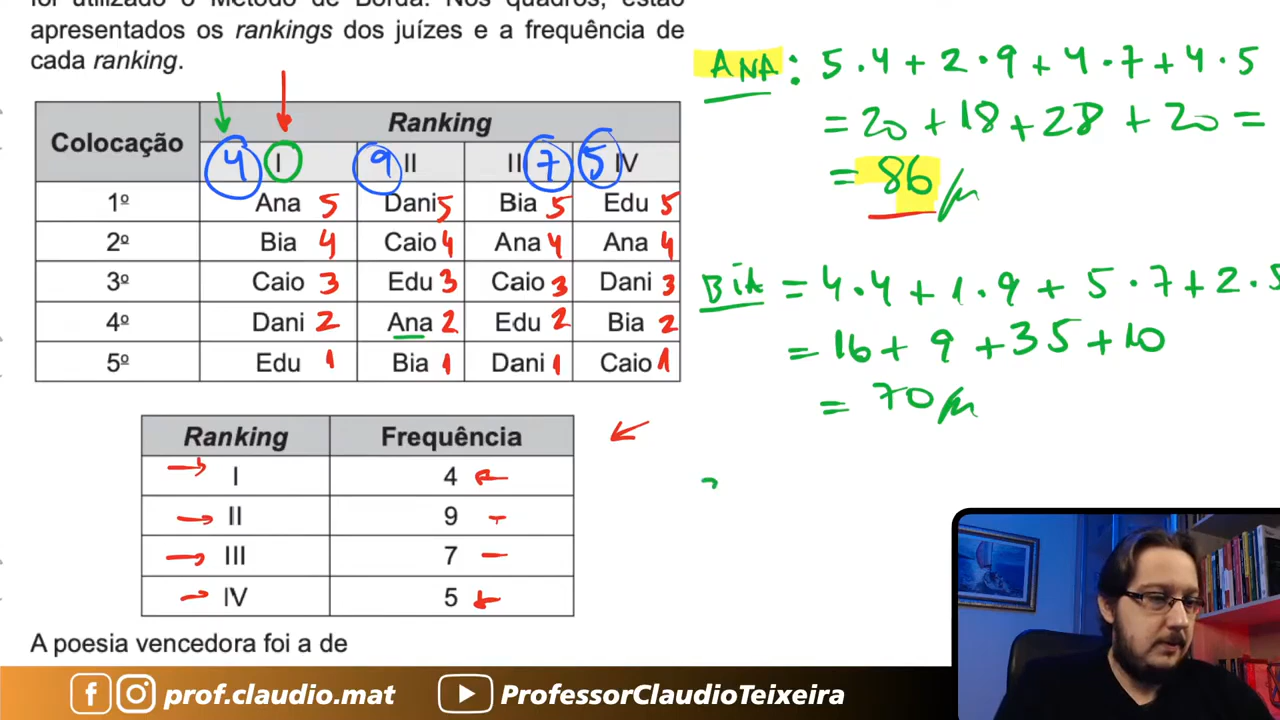 foi utilizado o Método de Borda. Nos quadros, estão
apresentados os rankings dos juízes e a frequência de
cada ranking.
Colocação Ranking
4 I 9 II II 7 5 IV
1º Ana 5 Dani 5 Bia 5 Edu 5
2º Bia 4 Caio 4 Ana 4 Ana 4
3º Caio 3 Edu 3 Caio 3 Dani 3
4º Dani 2 Ana 2 Edu 2 Bia 2
5º Edu 1 Bia 1 Dani 1 Caio 1
Ranking Frequência
I 4
II 9
III 7
IV 5
A poesia vencedora foi a de
ANA: 5·4+2·9+4·7+4·5
=20+18+28+20=
= 86
BIA = 4·4+1·9+5·7+2·5
=16+9+35+10
= 70
prof.claudio.mat ProfessorClaudioTeixeira